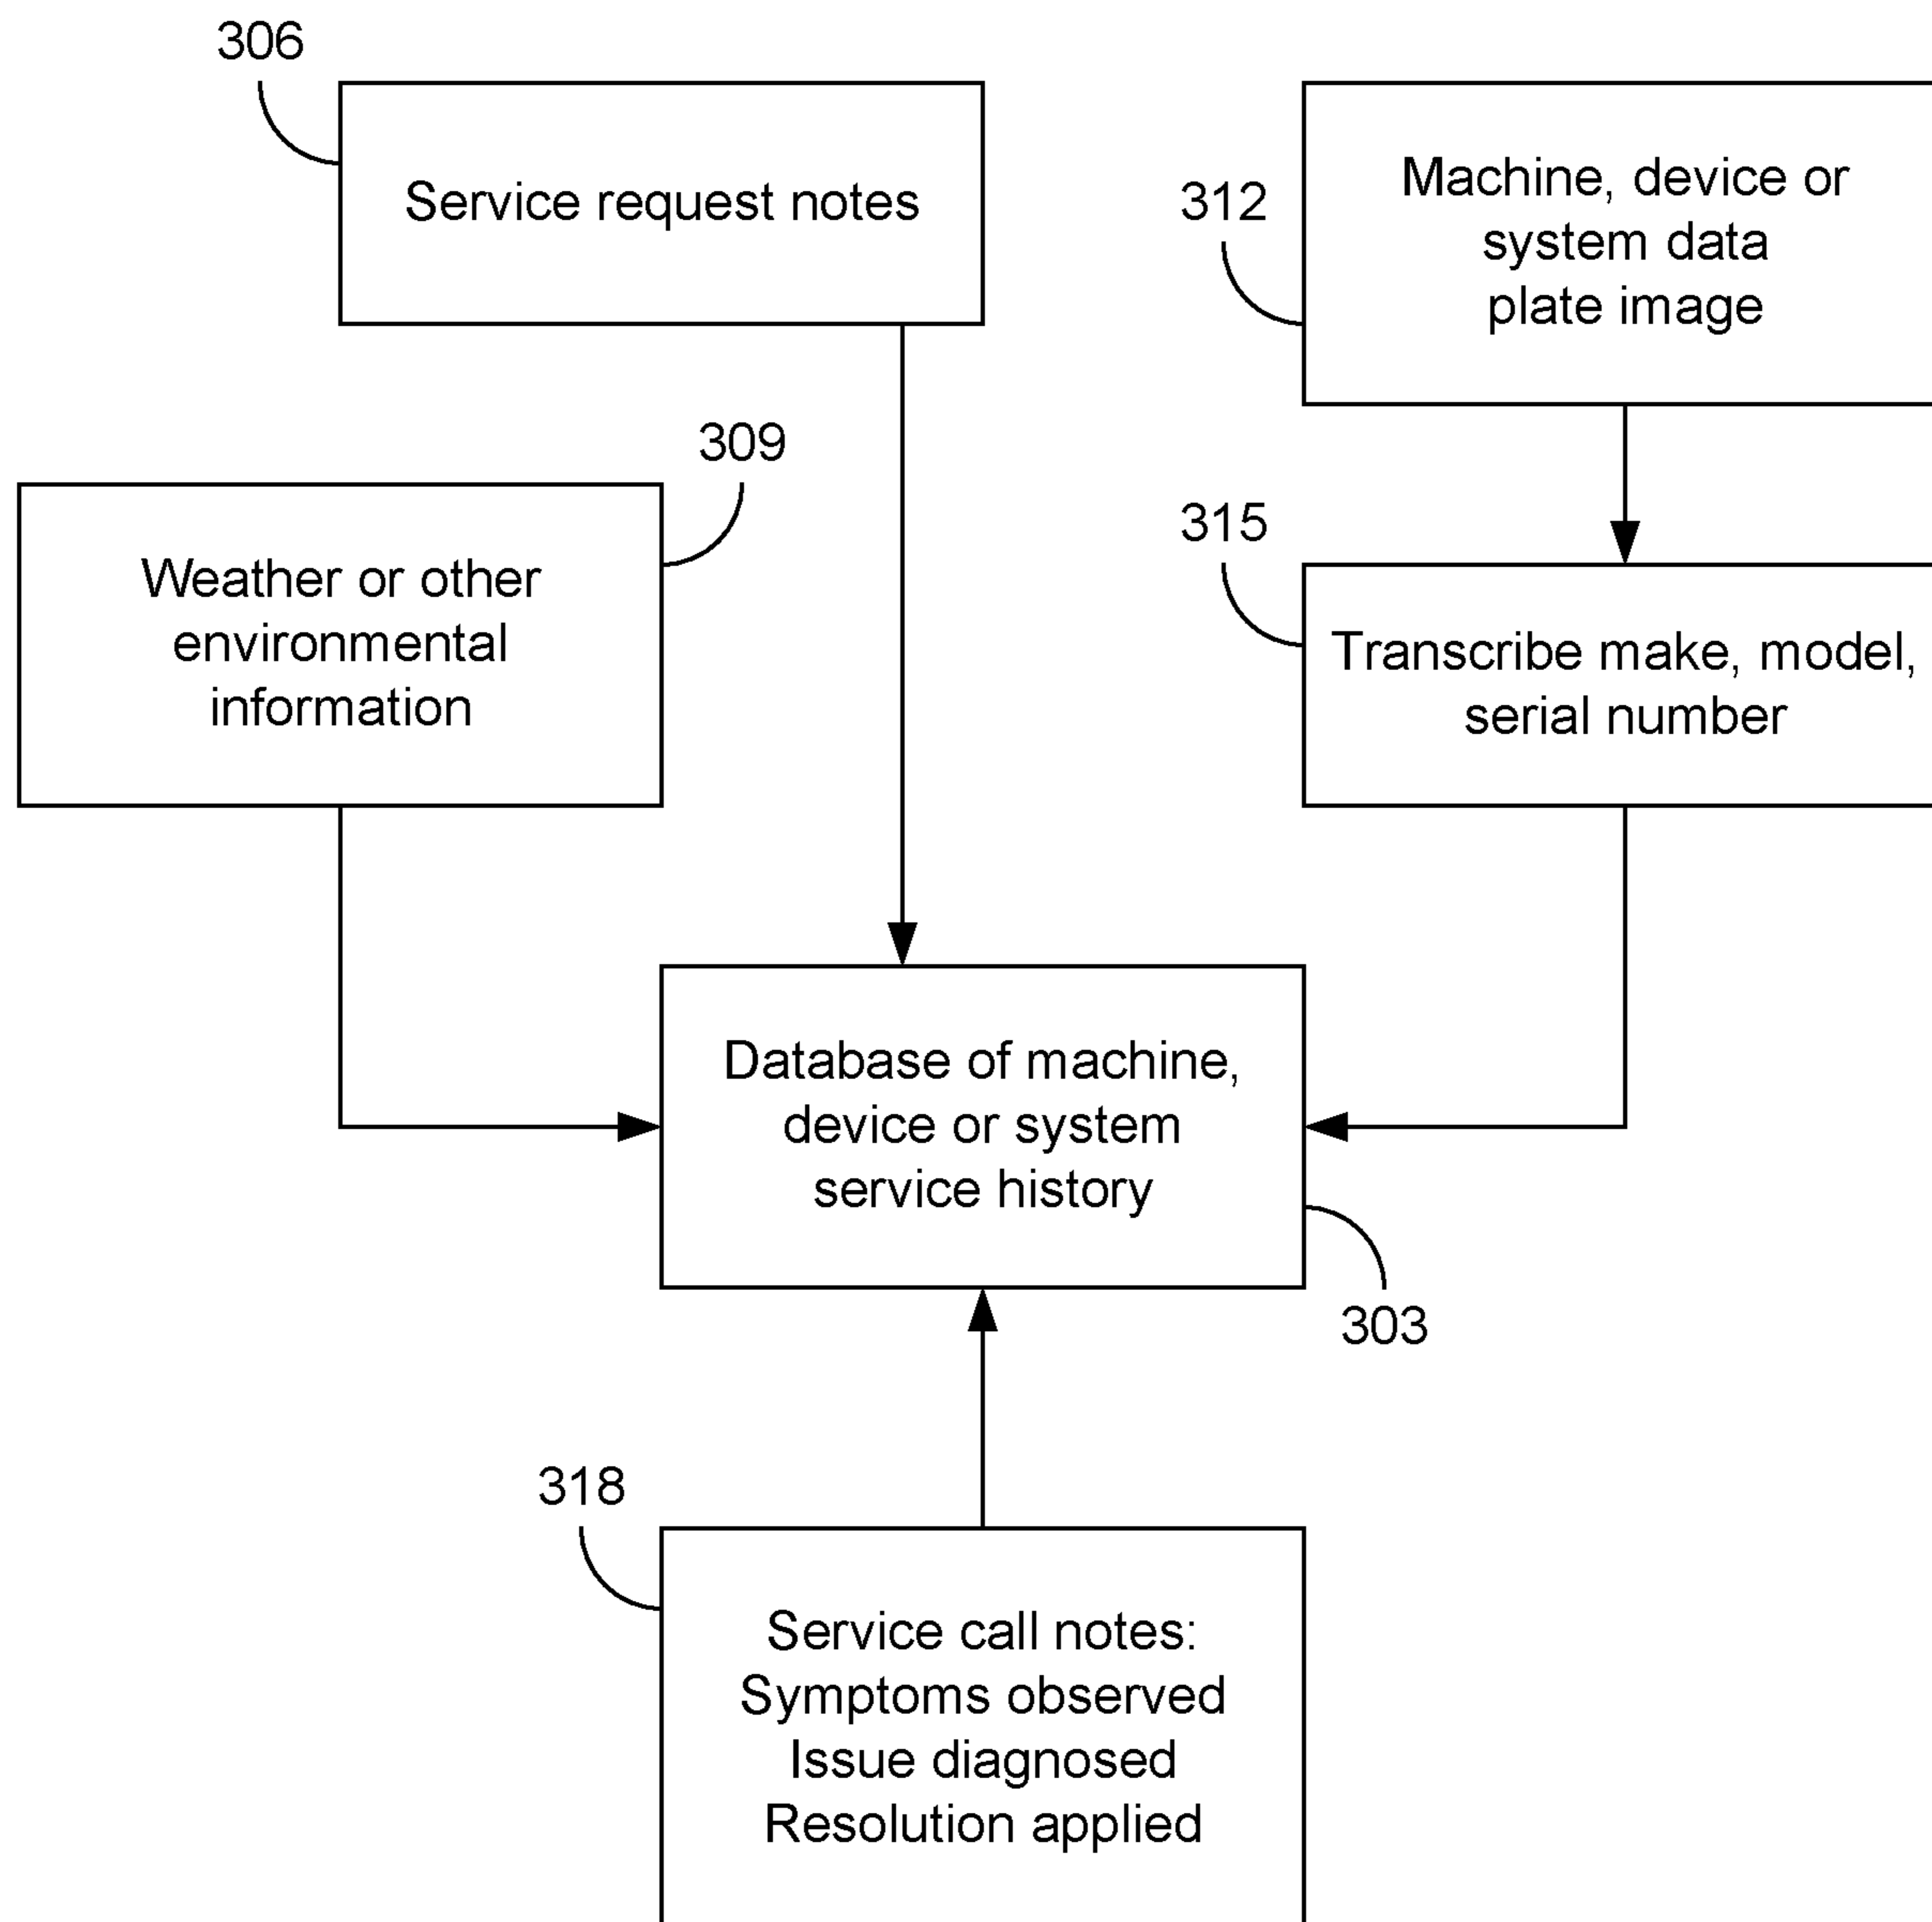 306
Service request notes
312
Machine, device or
system data
plate image
309
Weather or other
environmental
information
315
Transcribe make, model,
serial number
Database of machine,
device or system
service history
303
318
Service call notes:
Symptoms observed
Issue diagnosed
Resolution applied